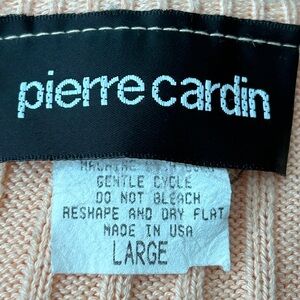 pierre cardin
GENTLE CYCLE
DO NOT BLEACH
RESHAPE AND DRY FLAT
MADE IN USA
LARGE